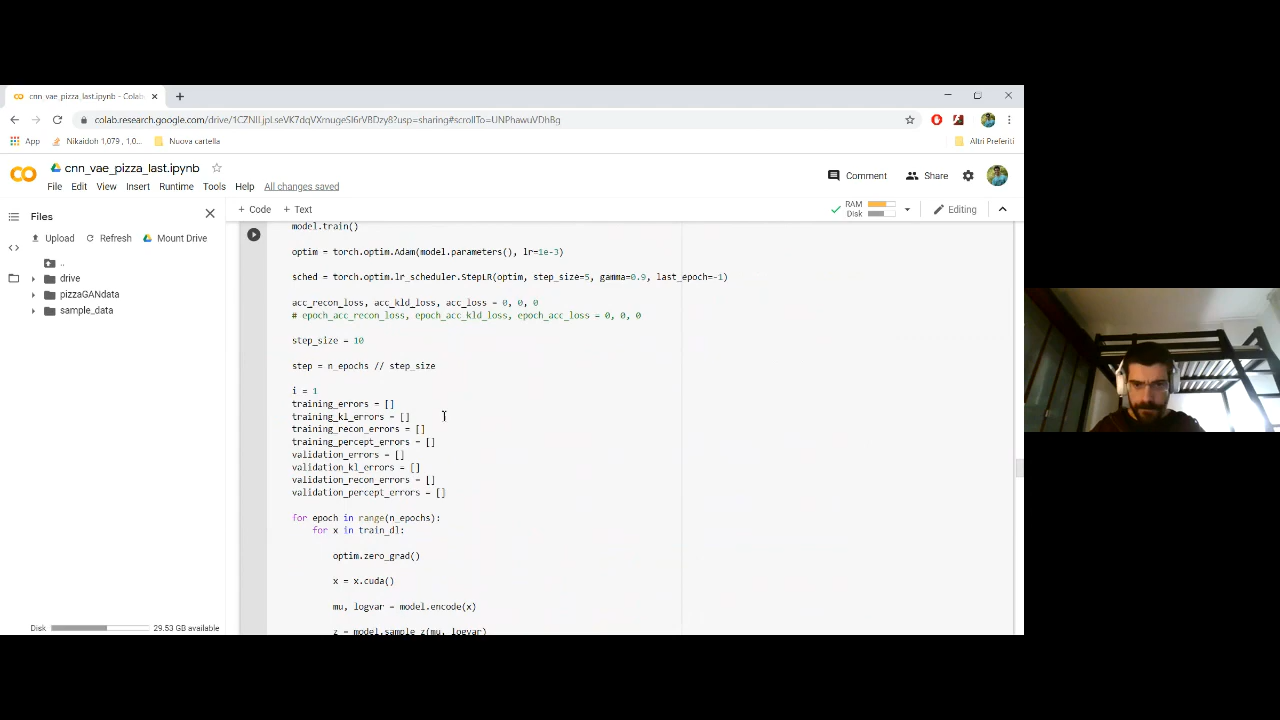 cnn_vae_pizza_last.ipynb - Colab
colab.research.google.com/drive/
App
Nikaidoh 1,079 , 1,0...
Nuova cartella
Altri Preferiti
cnn_vae_pizza_last.ipynb
Comment
Share
File Edit View Insert Runtime Tools Help All changes saved
Files
+ Code + Text
RAM
Disk
Editing
Upload Refresh Mount Drive
..
drive
pizzaGANdata
sample_data
model.train()
optim = torch.optim.Adam(model.parameters(), lr=1e-3)
sched = torch.optim.lr_scheduler.StepLR(optim, step_size=5, gamma=0.9, last_epoch=-1)
acc_recon_loss, acc_kld_loss, acc_loss = 0, 0, 0
# epoch_acc_recon_loss, epoch_acc_kld_loss, epoch_acc_loss = 0, 0, 0
step_size = 10
step = n_epochs // step_size
i = 1
training_errors = []
training_kl_errors = []
training_recon_errors = []
training_percept_errors = []
validation_errors = []
validation_kl_errors = []
validation_recon_errors = []
validation_percept_errors = []
for epoch in range(n_epochs):
for x in train_dl:
optim.zero_grad()
x = x.cuda()
mu, logvar = model.encode(x)
z = model.sample_z(mu, logvar)
Disk
29.53 GB available